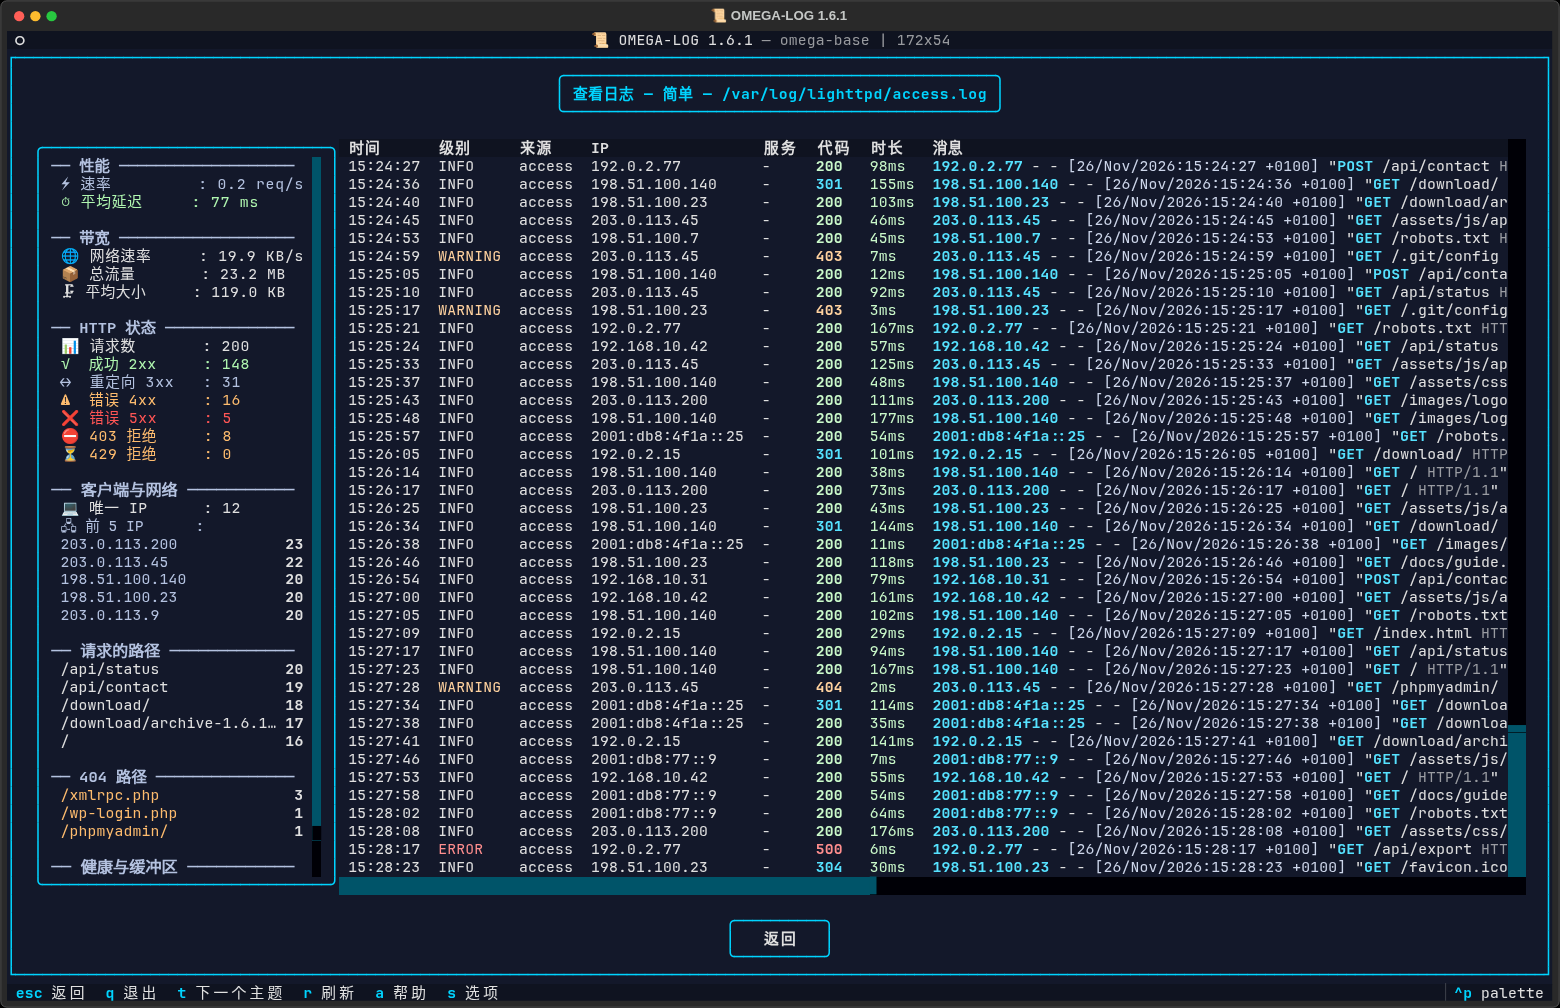 📜 OMEGA-LOG 1.6.1
📜 OMEGA-LOG 1.6.1 — omega-base | 172x54
查看日志 — 简单 — /var/log/lighttpd/access.log
── 性能 ────────────────────
⚡ 速率 : 0.2 req/s
⏱ 平均延迟 : 77 ms
── 带宽 ────────────────────
🌐 网络速率 : 19.9 KB/s
📦 总流量 : 23.2 MB
🗜 平均大小 : 119.0 KB
── HTTP 状态 ───────────────
📊 请求数 : 200
√ 成功 2xx : 148
↔ 重定向 3xx : 31
⚠ 错误 4xx : 16
❌ 错误 5xx : 5
⛔ 403 拒绝 : 8
⏳ 429 拒绝 : 0
── 客户端与网络 ────────────
💻 唯一 IP : 12
🖧 前 5 IP :
203.0.113.200 23
203.0.113.45 22
198.51.100.140 20
198.51.100.23 20
203.0.113.9 20
── 请求的路径 ──────────────
/api/status 20
/api/contact 19
/download/ 18
/download/archive-1.6.1… 17
/ 16
── 404 路径 ────────────────
/xmlrpc.php 3
/wp-login.php 1
/phpmyadmin/ 1
── 健康与缓冲区 ────────────
时间 级别 来源 IP 服务 代码 时长 消息
15:24:27 INFO access 192.0.2.77 - 200 98ms 192.0.2.77 - - [26/Nov/2026:15:24:27 +0100] "POST /api/contact H
15:24:36 INFO access 198.51.100.140 - 301 155ms 198.51.100.140 - - [26/Nov/2026:15:24:36 +0100] "GET /download/
15:24:40 INFO access 198.51.100.23 - 200 103ms 198.51.100.23 - - [26/Nov/2026:15:24:40 +0100] "GET /download/ar
15:24:45 INFO access 203.0.113.45 - 200 46ms 203.0.113.45 - - [26/Nov/2026:15:24:45 +0100] "GET /assets/js/ap
15:24:53 INFO access 198.51.100.7 - 200 45ms 198.51.100.7 - - [26/Nov/2026:15:24:53 +0100] "GET /robots.txt H
15:24:59 WARNING access 203.0.113.45 - 403 7ms 203.0.113.45 - - [26/Nov/2026:15:24:59 +0100] "GET /.git/config
15:25:05 INFO access 198.51.100.140 - 200 12ms 198.51.100.140 - - [26/Nov/2026:15:25:05 +0100] "POST /api/conta
15:25:10 INFO access 203.0.113.45 - 200 92ms 203.0.113.45 - - [26/Nov/2026:15:25:10 +0100] "GET /api/status H
15:25:17 WARNING access 198.51.100.23 - 403 3ms 198.51.100.23 - - [26/Nov/2026:15:25:17 +0100] "GET /.git/config
15:25:21 INFO access 192.0.2.77 - 200 167ms 192.0.2.77 - - [26/Nov/2026:15:25:21 +0100] "GET /robots.txt HTT
15:25:24 INFO access 192.168.10.42 - 200 57ms 192.168.10.42 - - [26/Nov/2026:15:25:24 +0100] "GET /api/status
15:25:33 INFO access 203.0.113.45 - 200 125ms 203.0.113.45 - - [26/Nov/2026:15:25:33 +0100] "GET /assets/js/ap
15:25:37 INFO access 198.51.100.140 - 200 48ms 198.51.100.140 - - [26/Nov/2026:15:25:37 +0100] "GET /assets/css
15:25:43 INFO access 203.0.113.200 - 200 111ms 203.0.113.200 - - [26/Nov/2026:15:25:43 +0100] "GET /images/logo
15:25:48 INFO access 198.51.100.140 - 200 177ms 198.51.100.140 - - [26/Nov/2026:15:25:48 +0100] "GET /images/log
15:25:57 INFO access 2001:db8:4f1a::25 - 200 54ms 2001:db8:4f1a::25 - - [26/Nov/2026:15:25:57 +0100] "GET /robots.
15:26:05 INFO access 192.0.2.15 - 301 101ms 192.0.2.15 - - [26/Nov/2026:15:26:05 +0100] "GET /download/ HTTP
15:26:14 INFO access 198.51.100.140 - 200 38ms 198.51.100.140 - - [26/Nov/2026:15:26:14 +0100] "GET / HTTP/1.1"
15:26:17 INFO access 203.0.113.200 - 200 73ms 203.0.113.200 - - [26/Nov/2026:15:26:17 +0100] "GET / HTTP/1.1"
15:26:25 INFO access 198.51.100.23 - 200 43ms 198.51.100.23 - - [26/Nov/2026:15:26:25 +0100] "GET /assets/js/a
15:26:34 INFO access 198.51.100.140 - 301 144ms 198.51.100.140 - - [26/Nov/2026:15:26:34 +0100] "GET /download/
15:26:38 INFO access 2001:db8:4f1a::25 - 200 11ms 2001:db8:4f1a::25 - - [26/Nov/2026:15:26:38 +0100] "GET /images/
15:26:46 INFO access 198.51.100.23 - 200 118ms 198.51.100.23 - - [26/Nov/2026:15:26:46 +0100] "GET /docs/guide.
15:26:54 INFO access 192.168.10.31 - 200 79ms 192.168.10.31 - - [26/Nov/2026:15:26:54 +0100] "POST /api/contac
15:27:00 INFO access 192.168.10.42 - 200 161ms 192.168.10.42 - - [26/Nov/2026:15:27:00 +0100] "GET /assets/js/a
15:27:05 INFO access 198.51.100.140 - 200 102ms 198.51.100.140 - - [26/Nov/2026:15:27:05 +0100] "GET /robots.txt
15:27:09 INFO access 192.0.2.15 - 200 29ms 192.0.2.15 - - [26/Nov/2026:15:27:09 +0100] "GET /index.html HTT
15:27:17 INFO access 198.51.100.140 - 200 94ms 198.51.100.140 - - [26/Nov/2026:15:27:17 +0100] "GET /api/status
15:27:23 INFO access 198.51.100.140 - 200 167ms 198.51.100.140 - - [26/Nov/2026:15:27:23 +0100] "GET / HTTP/1.1"
15:27:28 WARNING access 203.0.113.45 - 404 2ms 203.0.113.45 - - [26/Nov/2026:15:27:28 +0100] "GET /phpmyadmin/
15:27:34 INFO access 2001:db8:4f1a::25 - 301 114ms 2001:db8:4f1a::25 - - [26/Nov/2026:15:27:34 +0100] "GET /downloa
15:27:38 INFO access 2001:db8:4f1a::25 - 200 35ms 2001:db8:4f1a::25 - - [26/Nov/2026:15:27:38 +0100] "GET /downloa
15:27:41 INFO access 192.0.2.15 - 200 141ms 192.0.2.15 - - [26/Nov/2026:15:27:41 +0100] "GET /download/archi
15:27:46 INFO access 2001:db8:77::9 - 200 7ms 2001:db8:77::9 - - [26/Nov/2026:15:27:46 +0100] "GET /assets/js/
15:27:53 INFO access 192.168.10.42 - 200 55ms 192.168.10.42 - - [26/Nov/2026:15:27:53 +0100] "GET / HTTP/1.1"
15:27:58 INFO access 2001:db8:77::9 - 200 54ms 2001:db8:77::9 - - [26/Nov/2026:15:27:58 +0100] "GET /docs/guide
15:28:02 INFO access 2001:db8:77::9 - 200 64ms 2001:db8:77::9 - - [26/Nov/2026:15:28:02 +0100] "GET /robots.txt
15:28:08 INFO access 203.0.113.200 - 200 176ms 203.0.113.200 - - [26/Nov/2026:15:28:08 +0100] "GET /assets/css/
15:28:17 ERROR access 192.0.2.77 - 500 6ms 192.0.2.77 - - [26/Nov/2026:15:28:17 +0100] "GET /api/export HTT
15:28:23 INFO access 198.51.100.23 - 304 30ms 198.51.100.23 - - [26/Nov/2026:15:28:23 +0100] "GET /favicon.ico
返回
esc 返回 q 退出 t 下一个主题 r 刷新 a 帮助 s 选项 ^p palette